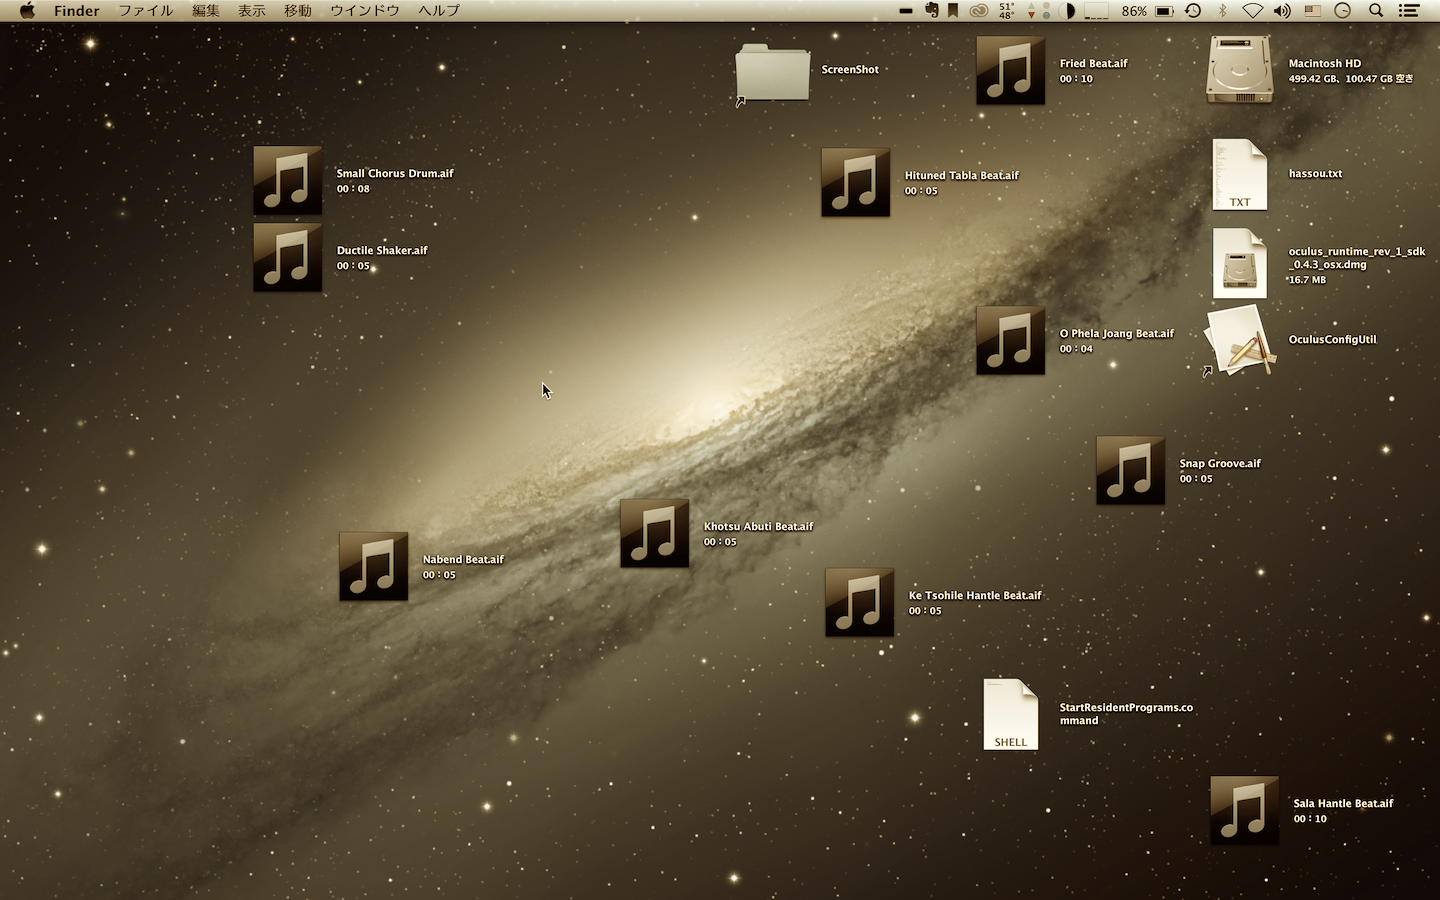 Finder ファイル 編集 表示 移動 ウインドウ ヘルプ
51°
48°
86%
ScreenShot
Fried Beat.aif
00：10
Macintosh HD
499.42 GB、100.47 GB 空き
Small Chorus Drum.aif
00：08
Hituned Tabla Beat.aif
00：05
TXT
hassou.txt
Ductile Shaker.aif
00：05
oculus_runtime_rev_1_sdk
_0.4.3_osx.dmg
16.7 MB
O Phela Joang Beat.aif
00：04
OculusConfigUtil
Snap Groove.aif
00：05
Khotsu Abuti Beat.aif
00：05
Nabend Beat.aif
00：05
Ke Tsohile Hantle Beat.aif
00：05
SHELL
StartResidentPrograms.co
mmand
Sala Hantle Beat.aif
00：10